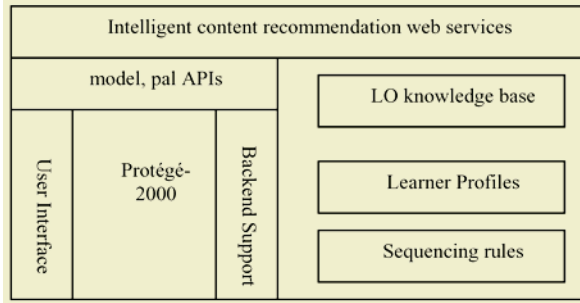 Intelligent content recommendation web services
model, pal APIs
User Interface
Protégé-
2000
Backend Support
LO knowledge base
Learner Profiles
Sequencing rules